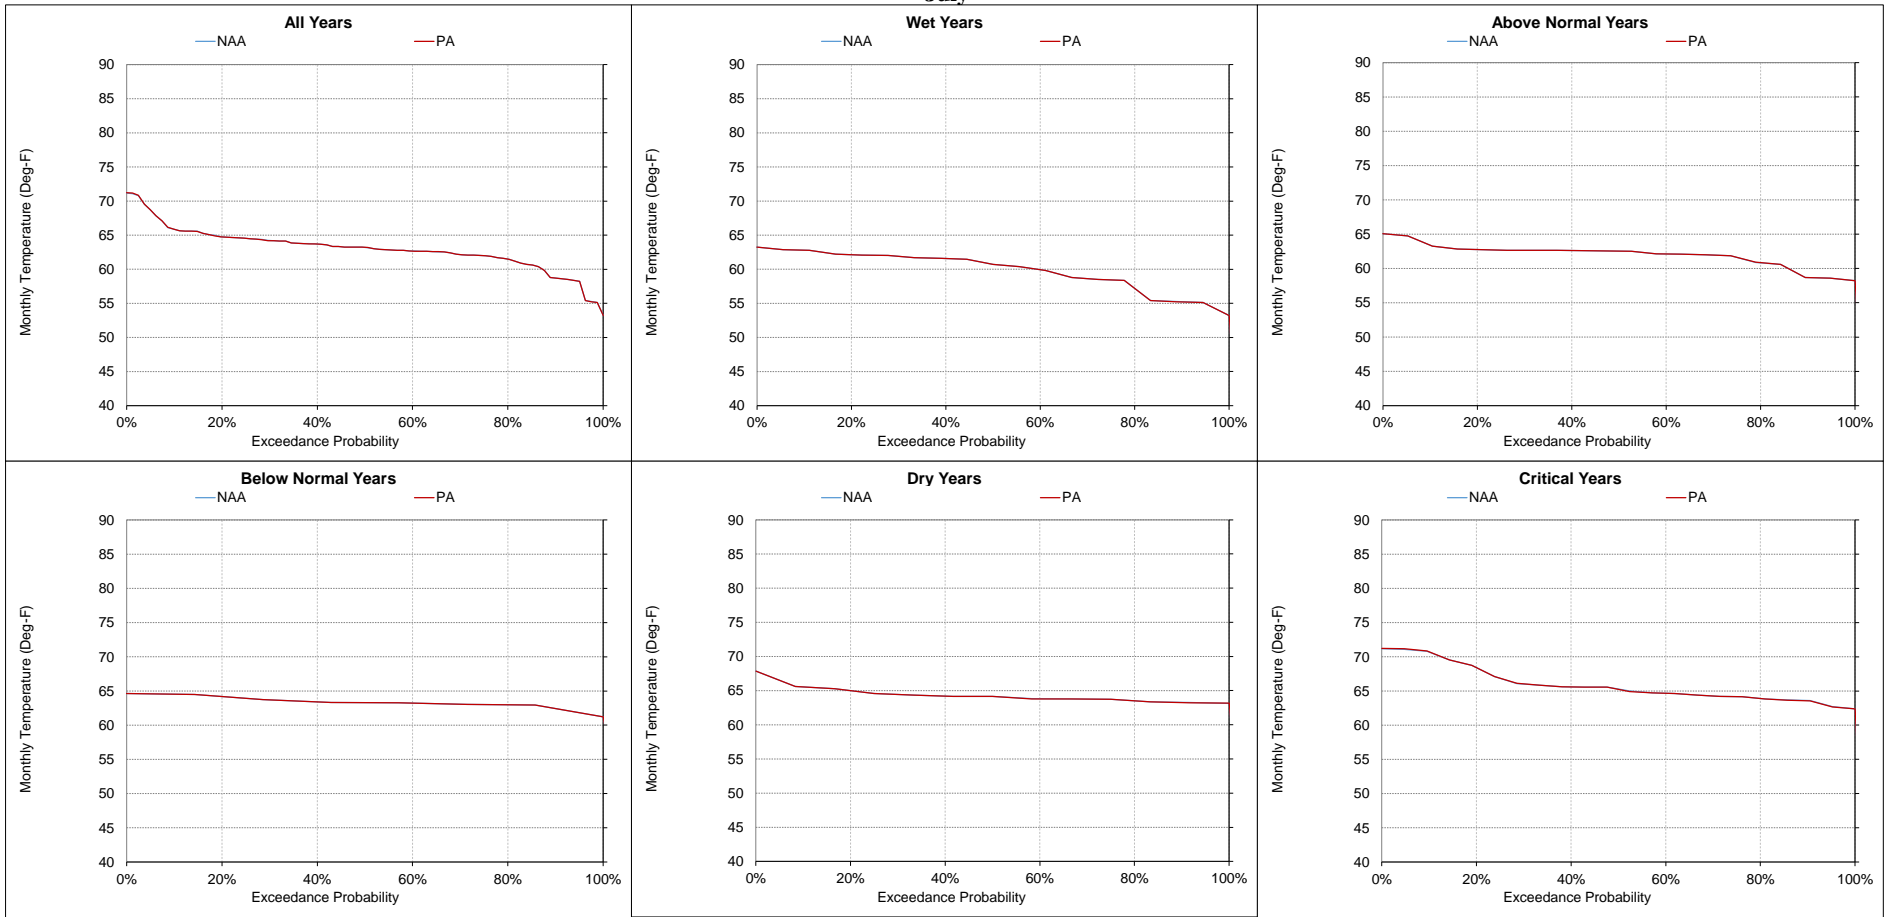 All Years
NAA PA
90
85
80
75
70
65
60
55
50
45
40
0% 20% 40% 60% 80% 100%
Monthly Temperature (Deg-F)
Exceedance Probability
Wet Years
NAA PA
90
85
80
75
70
65
60
55
50
45
40
0% 20% 40% 60% 80% 100%
Monthly Temperature (Deg-F)
Exceedance Probability
Above Normal Years
NAA PA
90
85
80
75
70
65
60
55
50
45
40
0% 20% 40% 60% 80% 100%
Monthly Temperature (Deg-F)
Exceedance Probability
Below Normal Years
NAA PA
90
85
80
75
70
65
60
55
50
45
40
0% 20% 40% 60% 80% 100%
Monthly Temperature (Deg-F)
Exceedance Probability
Dry Years
NAA PA
90
85
80
75
70
65
60
55
50
45
40
0% 20% 40% 60% 80% 100%
Monthly Temperature (Deg-F)
Exceedance Probability
Critical Years
NAA PA
90
85
80
75
70
65
60
55
50
45
40
0% 20% 40% 60% 80% 100%
Monthly Temperature (Deg-F)
Exceedance Probability